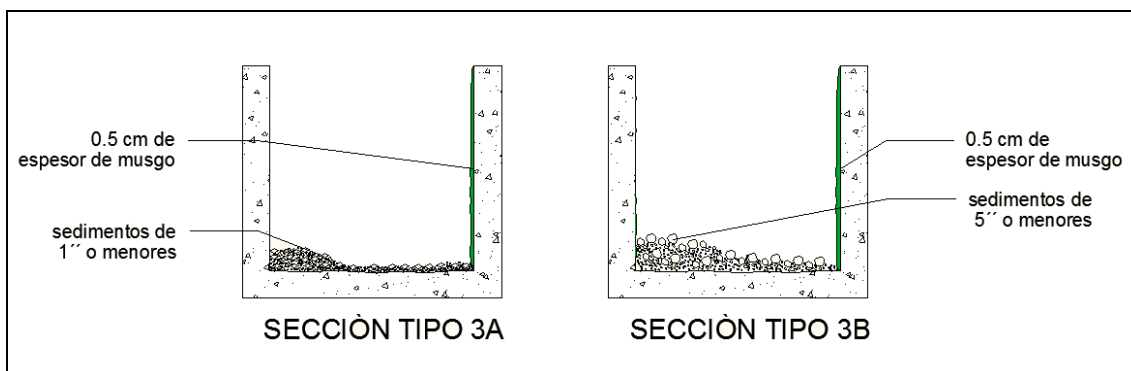 0.5 cm de
espesor de musgo
sedimentos de
1´´ o menores
SECCIÒN TIPO 3A
0.5 cm de
espesor de musgo
sedimentos de
5´´ o menores
SECCIÒN TIPO 3B